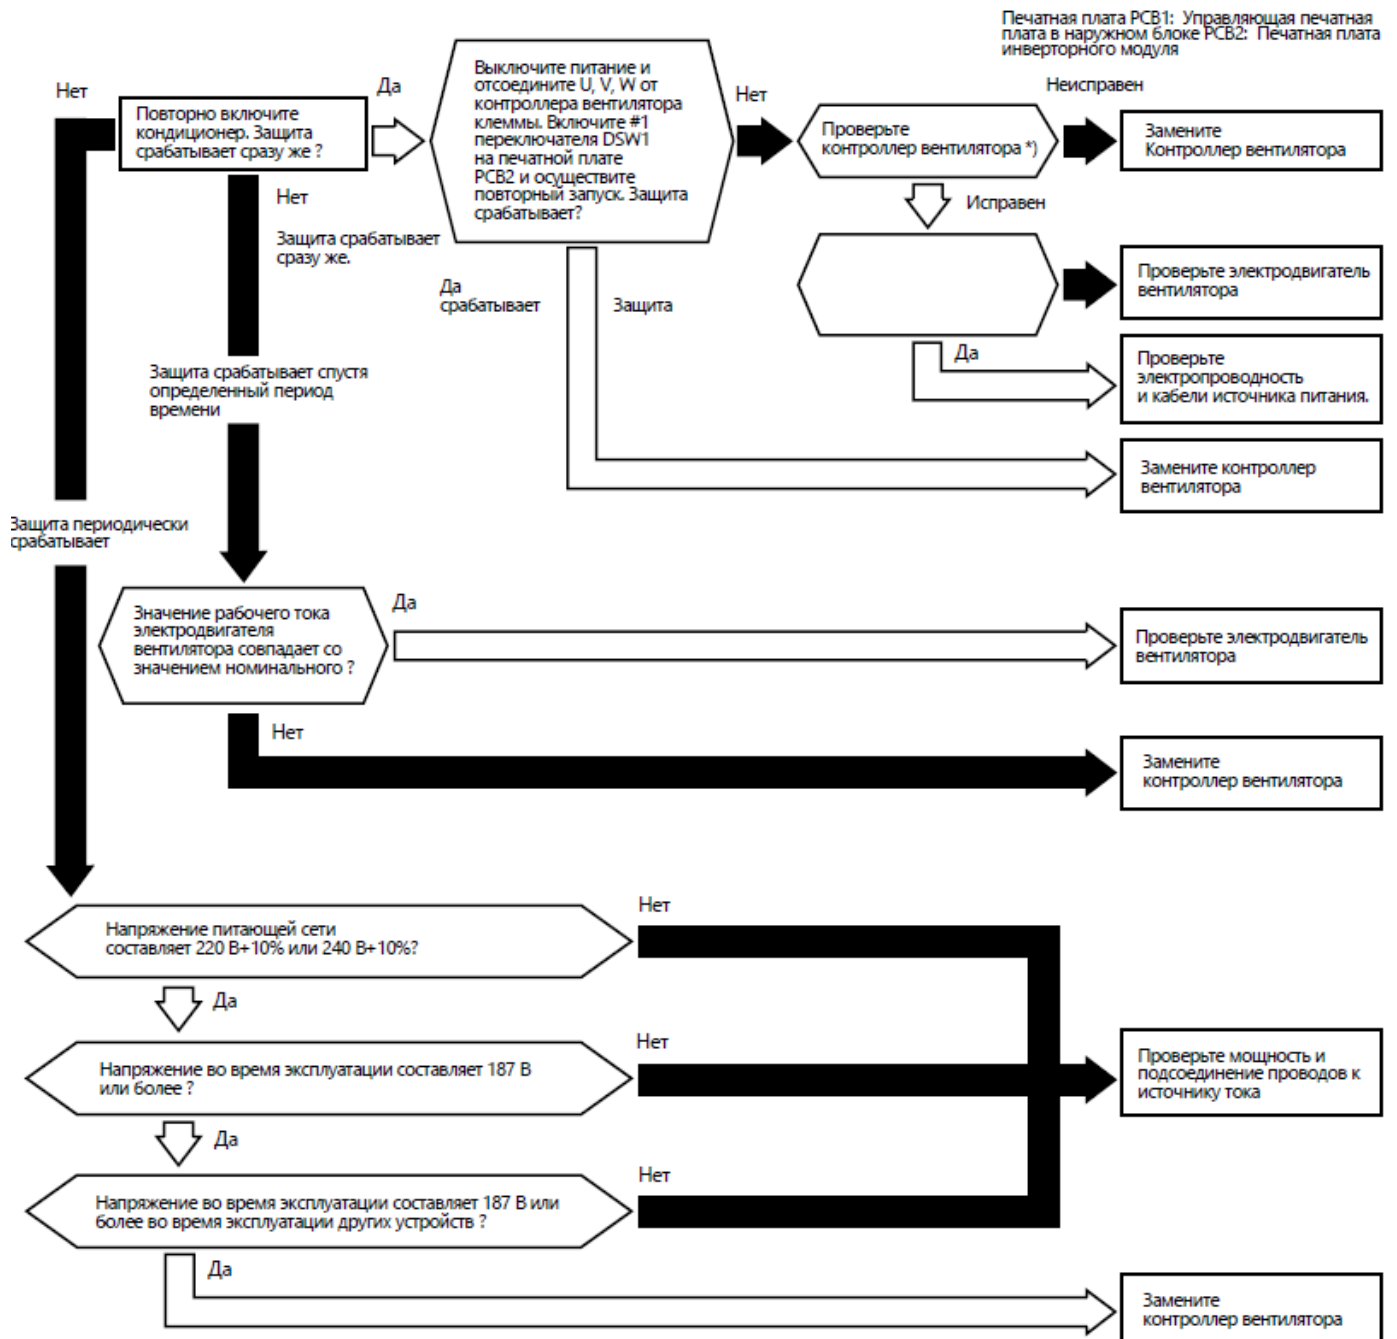 Печатная плата PCB1: Управляющая печатная
плата в наружном блоке PCB2: Печатная плата
инверторного модуля
Нет
Повторно включите
кондиционер. Защита
срабатывает сразу же ?
Да
Выключите питание и
отсоедините U, V, W от
контроллера вентилятора
клеммы. Включите #1
переключателя DSW1
на печатной плате
PCB2 и осуществите
повторный запуск. Защита
срабатывает?
Нет
Проверьте
контроллер вентилятора *)
Неисправен
Замените
Контроллер вентилятора
Исправен
Нет
Защита срабатывает
сразу же.
Да
срабатывает
Защита
Проверьте электродвигатель
вентилятора
Да
Проверьте
электропроводность
и кабели источника питания.
Замените контроллер
вентилятора
Защита срабатывает спустя
определенный период
времени
Защита периодически
срабатывает
Значение рабочего тока
электродвигателя
вентилятора совпадает со
значением номинального ?
Да
Проверьте электродвигатель
вентилятора
Нет
Замените
контроллер вентилятора
Напряжение питающей сети
составляет 220 В+10% или 240 В+10%?
Нет
Да
Напряжение во время эксплуатации составляет 187 В
или более ?
Нет
Проверьте мощность и
подсоединение проводов к
источнику тока
Да
Напряжение во время эксплуатации составляет 187 В или
более во время эксплуатации других устройств ?
Нет
Да
Замените
контроллер вентилятора